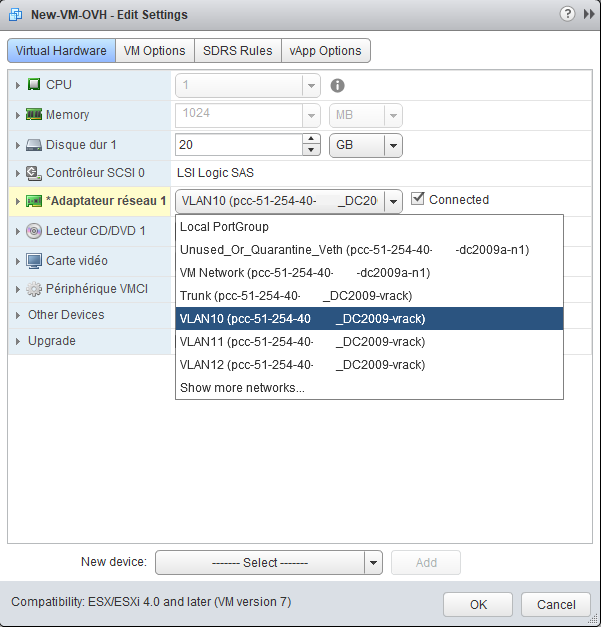 New-VM-OVH - Edit Settings
Virtual Hardware VM Options SDRS Rules vApp Options
CPU 1
Memory 1024 MB
Disque dur 1 20 GB
Contrôleur SCSI 0 LSI Logic SAS
*Adaptateur réseau 1 VLAN10 (pcc-51-254-40- _DC20 Connected
Local PortGroup
Lecteur CD/DVD 1
Unused_Or_Quarantine_Veth (pcc-51-254-40- -dc2009a-n1)
Carte vidéo
VM Network (pcc-51-254-40- -dc2009a-n1)
Périphérique VMCI
Trunk (pcc-51-254-40- _DC2009-vrack)
Other Devices
VLAN10 (pcc-51-254-40 _DC2009-vrack)
Upgrade
VLAN11 (pcc-51-254-40- _DC2009-vrack)
VLAN12 (pcc-51-254-40- _DC2009-vrack)
Show more networks...
New device: ------- Select ------- Add
Compatibility: ESX/ESXi 4.0 and later (VM version 7) OK Cancel